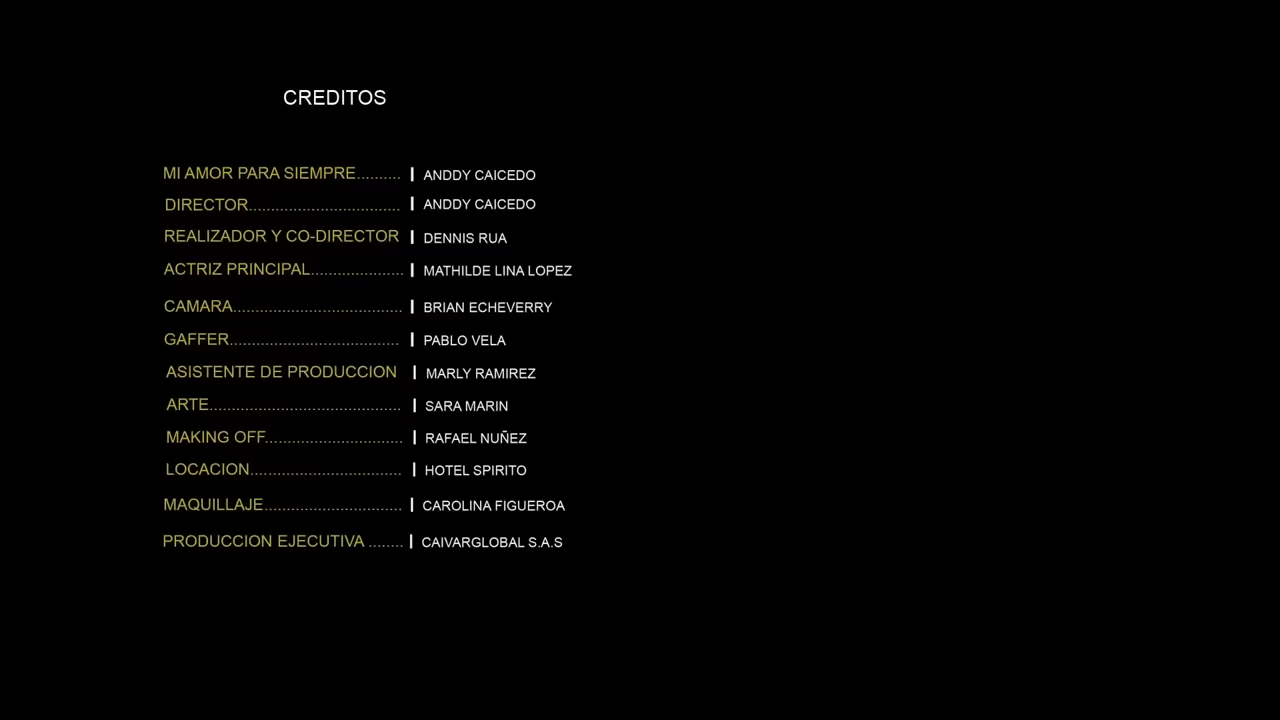 CREDITOS
MI AMOR PARA SIEMPRE.......... | ANDDY CAICEDO
DIRECTOR.................................. | ANDDY CAICEDO
REALIZADOR Y CO-DIRECTOR | DENNIS RUA
ACTRIZ PRINCIPAL..................... | MATHILDE LINA LOPEZ
CAMARA...................................... | BRIAN ECHEVERRY
GAFFER...................................... | PABLO VELA
ASISTENTE DE PRODUCCION | MARLY RAMIREZ
ARTE........................................... | SARA MARIN
MAKING OFF............................... | RAFAEL NUÑEZ
LOCACION.................................. | HOTEL SPIRITO
MAQUILLAJE............................... | CAROLINA FIGUEROA
PRODUCCION EJECUTIVA ........ | CAIVARGLOBAL S.A.S